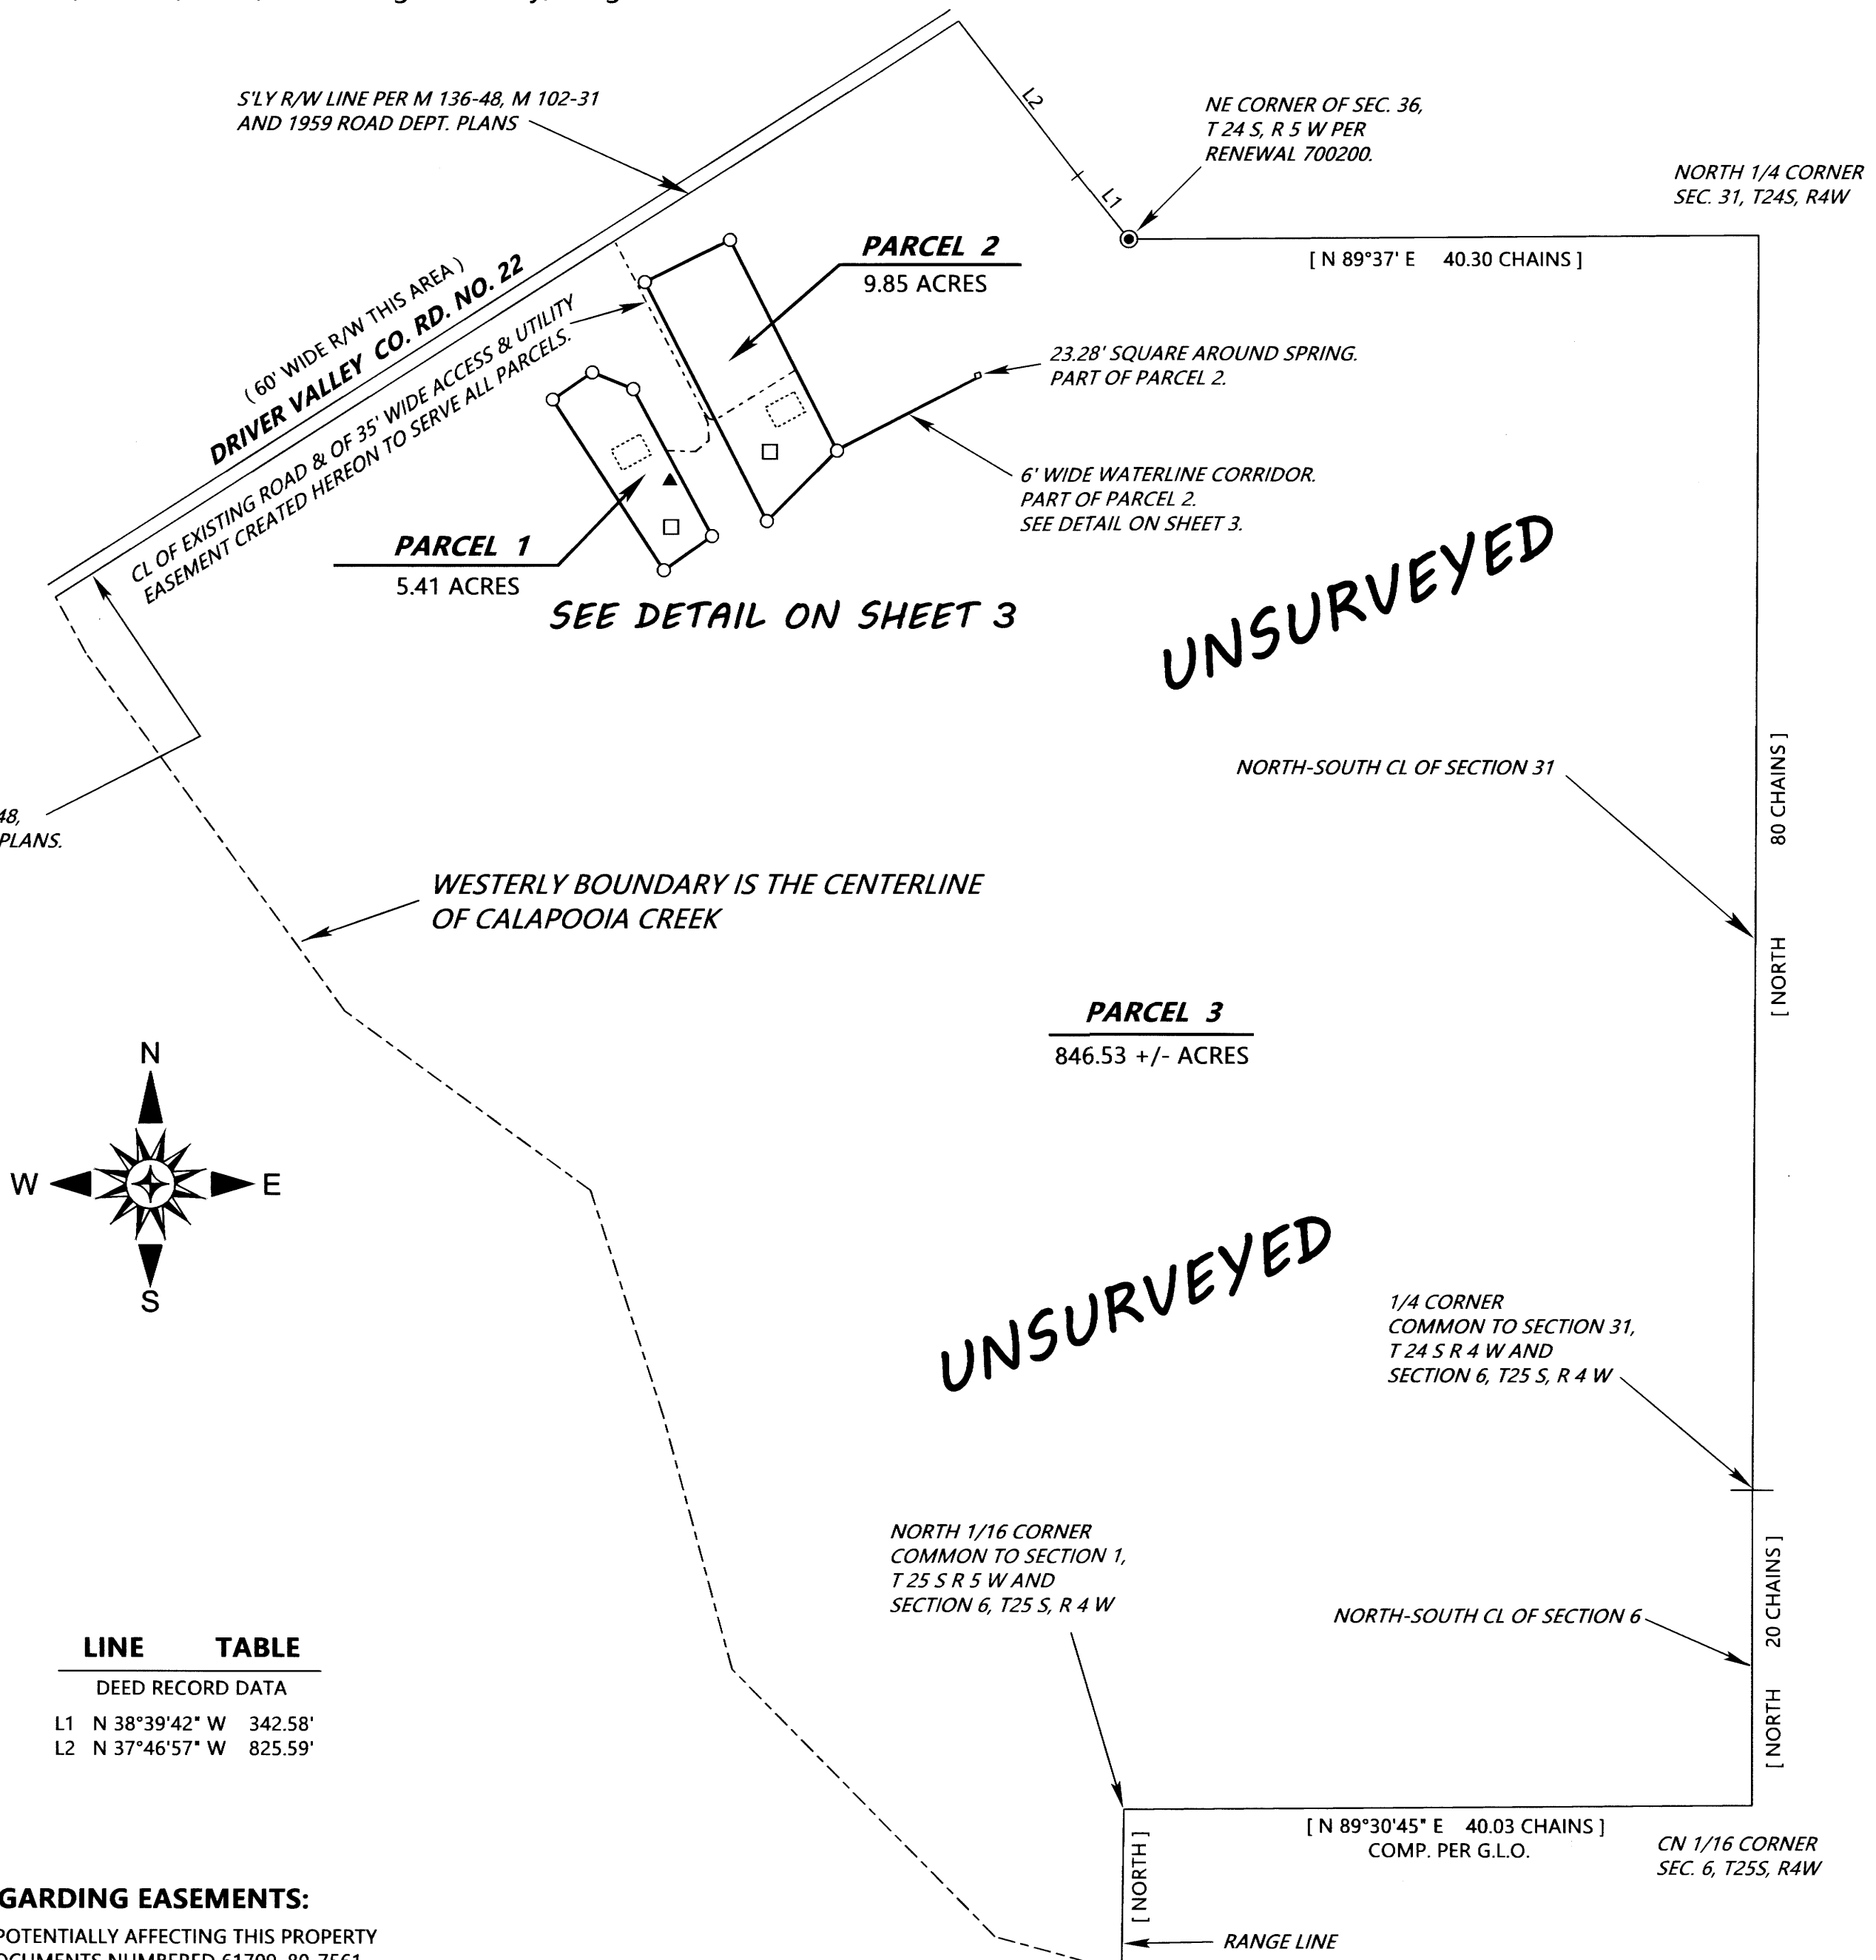 S'LY R/W LINE PER M 136-48, M 102-31
AND 1959 ROAD DEPT. PLANS
L2
L1
NE CORNER OF SEC. 36,
T 24 S, R 5 W PER
RENEWAL 700200.
NORTH 1/4 CORNER
SEC. 31, T24S, R4W
[ N 89°37' E 40.30 CHAINS ]
( 60' WIDE R/W THIS AREA )
DRIVER VALLEY CO. RD. NO. 22
CL OF EXISTING ROAD & OF 35' WIDE ACCESS & UTILITY
EASEMENT CREATED HEREON TO SERVE ALL PARCELS.
PARCEL 2
9.85 ACRES
23.28' SQUARE AROUND SPRING.
PART OF PARCEL 2.
6' WIDE WATERLINE CORRIDOR.
PART OF PARCEL 2.
SEE DETAIL ON SHEET 3.
PARCEL 1
5.41 ACRES
SEE DETAIL ON SHEET 3
UNSURVEYED
NORTH-SOUTH CL OF SECTION 31
[ NORTH 80 CHAINS ]
48,
PLANS.
WESTERLY BOUNDARY IS THE CENTERLINE
OF CALAPOOIA CREEK
PARCEL 3
846.53 +/- ACRES
N
W E
S
UNSURVEYED
1/4 CORNER
COMMON TO SECTION 31,
T 24 S R 4 W AND
SECTION 6, T25 S, R 4 W
NORTH 1/16 CORNER
COMMON TO SECTION 1,
T 25 S R 5 W AND
SECTION 6, T25 S, R 4 W
NORTH-SOUTH CL OF SECTION 6
[ NORTH 20 CHAINS ]
LINE TABLE
DEED RECORD DATA
L1 N 38°39'42" W 342.58'
L2 N 37°46'57" W 825.59'
[ N 89°30'45" E 40.03 CHAINS ]
COMP. PER G.L.O.
CN 1/16 CORNER
SEC. 6, T25S, R4W
[ NORTH ]
RANGE LINE
GARDING EASEMENTS:
POTENTIALLY AFFECTING THIS PROPERTY